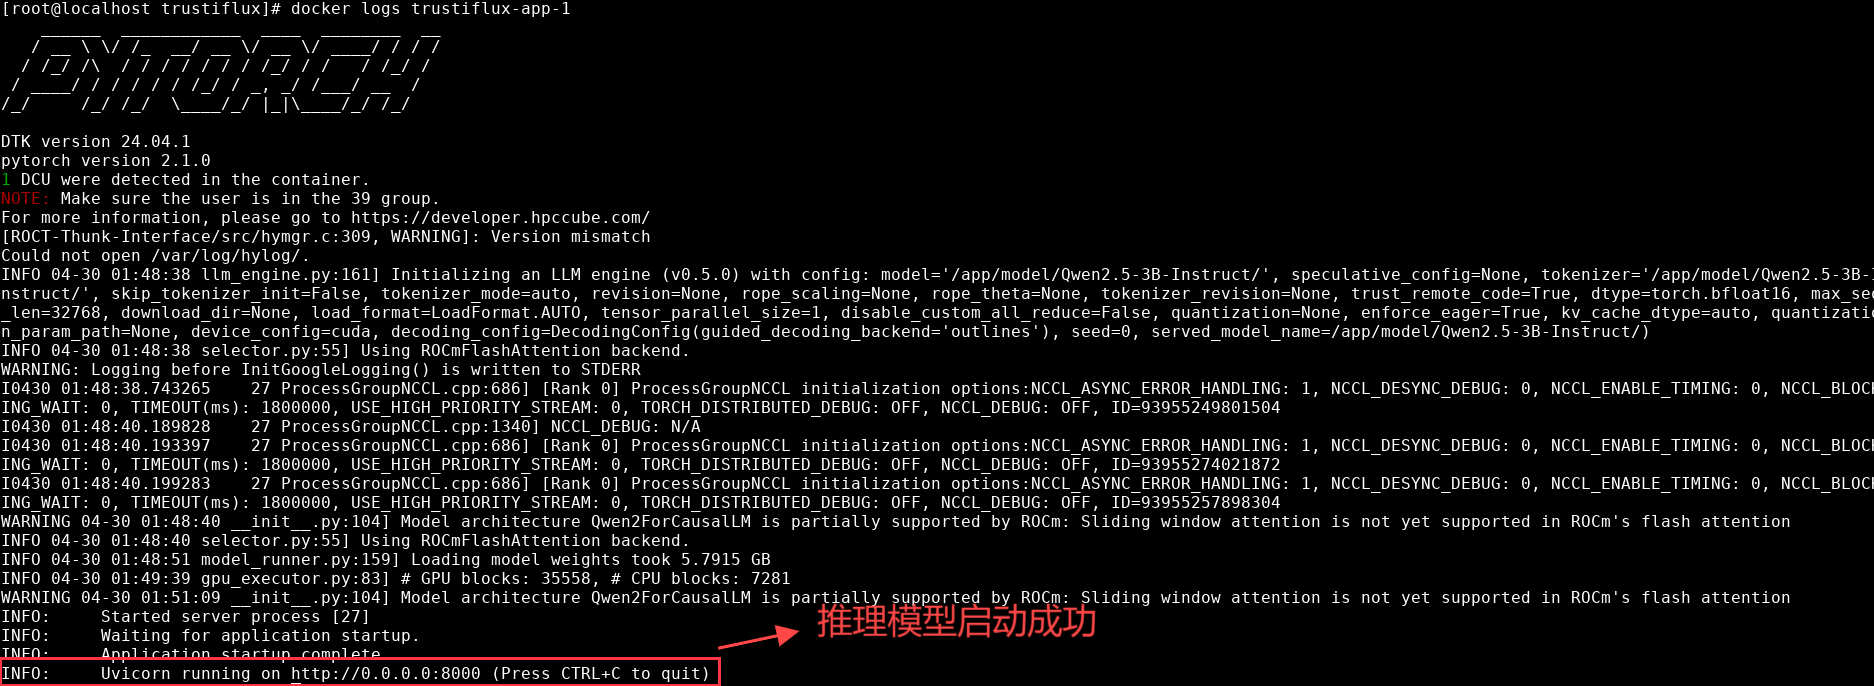 [root@localhost trustiflux]# docker logs trustiflux-app-1
PYTORCH
DTK version 24.04.1
pytorch version 2.1.0
1 DCU were detected in the container.
NOTE: Make sure the user is in the 39 group.
For more information, please go to https://developer.hpccube.com/
[ROCT-Thunk-Interface/src/hymgr.c:309, WARNING]: Version mismatch
Could not open /var/log/hylog/.
INFO 04-30 01:48:38 llm_engine.py:161] Initializing an LLM engine (v0.5.0) with config: model='/app/model/Qwen2.5-3B-Instruct/', speculative_config=None, tokenizer='/app/model/Qwen2.5-3B-I
nstruct/', skip_tokenizer_init=False, tokenizer_mode=auto, revision=None, rope_scaling=None, rope_theta=None, tokenizer_revision=None, trust_remote_code=True, dtype=torch.bfloat16, max_seq
_len=32768, download_dir=None, load_format=LoadFormat.AUTO, tensor_parallel_size=1, disable_custom_all_reduce=False, quantization=None, enforce_eager=True, kv_cache_dtype=auto, quantizatio
n_param_path=None, device_config=cuda, decoding_config=DecodingConfig(guided_decoding_backend='outlines'), seed=0, served_model_name=/app/model/Qwen2.5-3B-Instruct/)
INFO 04-30 01:48:38 selector.py:55] Using ROCmFlashAttention backend.
WARNING: Logging before InitGoogleLogging() is written to STDERR
I0430 01:48:38.743265    27 ProcessGroupNCCL.cpp:686] [Rank 0] ProcessGroupNCCL initialization options:NCCL_ASYNC_ERROR_HANDLING: 1, NCCL_DESYNC_DEBUG: 0, NCCL_ENABLE_TIMING: 0, NCCL_BLOCK
ING_WAIT: 0, TIMEOUT(ms): 1800000, USE_HIGH_PRIORITY_STREAM: 0, TORCH_DISTRIBUTED_DEBUG: OFF, NCCL_DEBUG: OFF, ID=93955249801504
I0430 01:48:40.189828    27 ProcessGroupNCCL.cpp:1340] NCCL_DEBUG: N/A
I0430 01:48:40.193397    27 ProcessGroupNCCL.cpp:686] [Rank 0] ProcessGroupNCCL initialization options:NCCL_ASYNC_ERROR_HANDLING: 1, NCCL_DESYNC_DEBUG: 0, NCCL_ENABLE_TIMING: 0, NCCL_BLOCK
ING_WAIT: 0, TIMEOUT(ms): 1800000, USE_HIGH_PRIORITY_STREAM: 0, TORCH_DISTRIBUTED_DEBUG: OFF, NCCL_DEBUG: OFF, ID=93955274021872
I0430 01:48:40.199283    27 ProcessGroupNCCL.cpp:686] [Rank 0] ProcessGroupNCCL initialization options:NCCL_ASYNC_ERROR_HANDLING: 1, NCCL_DESYNC_DEBUG: 0, NCCL_ENABLE_TIMING: 0, NCCL_BLOCK
ING_WAIT: 0, TIMEOUT(ms): 1800000, USE_HIGH_PRIORITY_STREAM: 0, TORCH_DISTRIBUTED_DEBUG: OFF, NCCL_DEBUG: OFF, ID=93955257898304
WARNING 04-30 01:48:40 __init__.py:104] Model architecture Qwen2ForCausalLM is partially supported by ROCm: Sliding window attention is not yet supported in ROCm's flash attention
INFO 04-30 01:48:40 selector.py:55] Using ROCmFlashAttention backend.
INFO 04-30 01:48:51 model_runner.py:159] Loading model weights took 5.7915 GB
INFO 04-30 01:49:39 gpu_executor.py:83] # GPU blocks: 35558, # CPU blocks: 7281
WARNING 04-30 01:51:09 __init__.py:104] Model architecture Qwen2ForCausalLM is partially supported by ROCm: Sliding window attention is not yet supported in ROCm's flash attention
INFO:     Started server process [27]
推理模型启动成功
INFO:     Waiting for application startup.
INFO:     Application startup complete
INFO:     Uvicorn running on http://0.0.0.0:8000 (Press CTRL+C to quit)